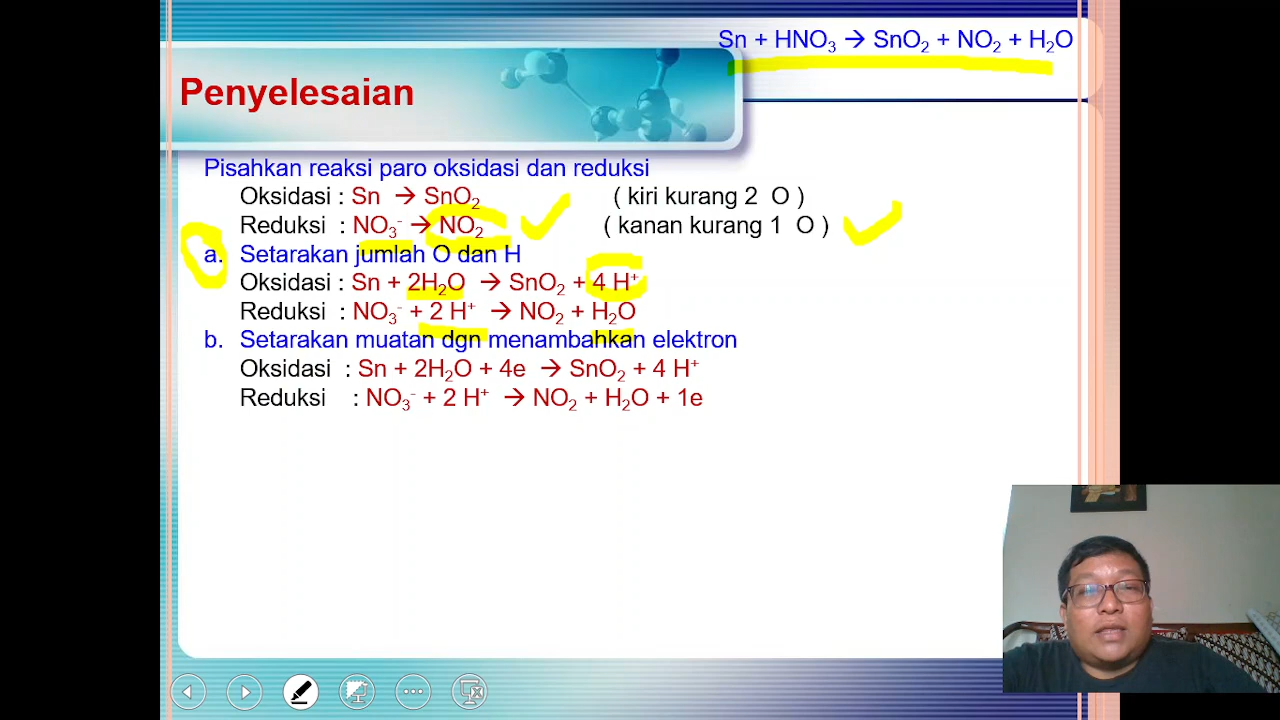 Sn + HNO₃ → SnO₂ + NO₂ + H₂O
Penyelesaian
Pisahkan reaksi paro oksidasi dan reduksi
Oksidasi : Sn → SnO₂ ( kiri kurang 2 O )
Reduksi : NO₃⁻ → NO₂ ( kanan kurang 1 O )
a. Setarakan jumlah O dan H
Oksidasi : Sn + 2H₂O → SnO₂ + 4 H⁺
Reduksi : NO₃⁻ + 2 H⁺ → NO₂ + H₂O
b. Setarakan muatan dgn menambahkan elektron
Oksidasi : Sn + 2H₂O + 4e → SnO₂ + 4 H⁺
Reduksi : NO₃⁻ + 2 H⁺ → NO₂ + H₂O + 1e